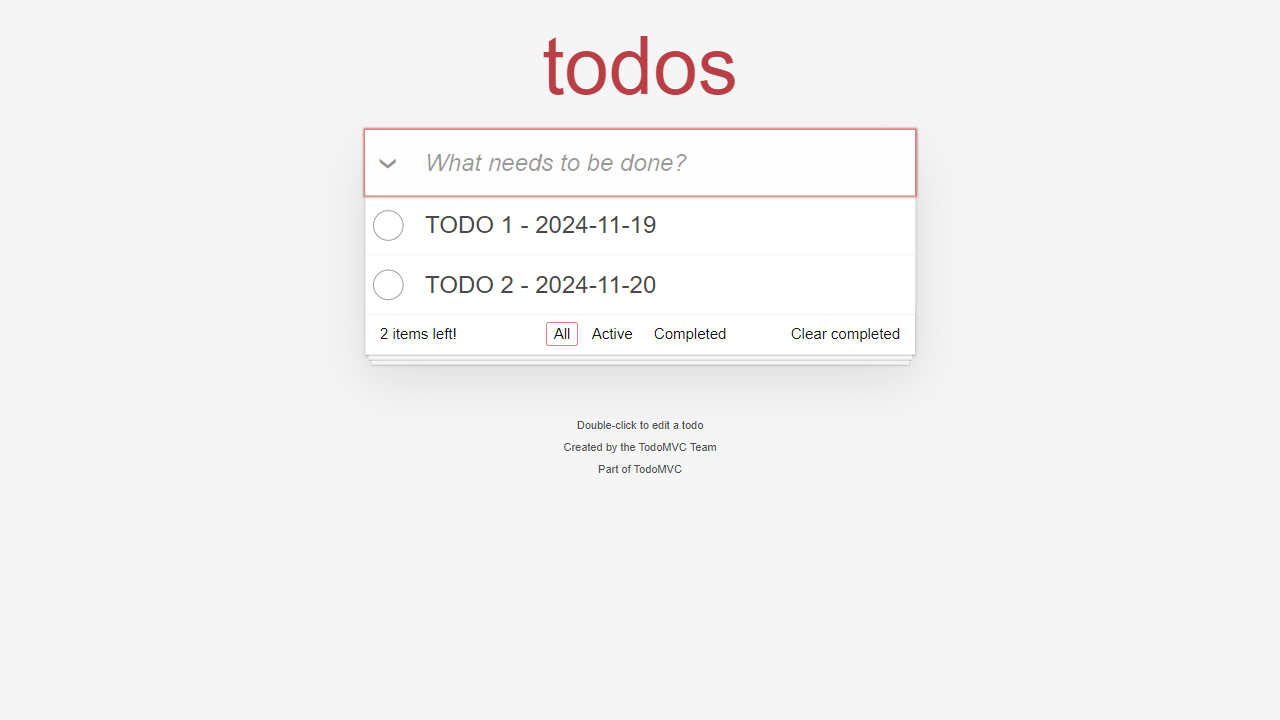 todos
What needs to be done?
TODO 1 - 2024-11-19
TODO 2 - 2024-11-20
2 items left! All Active Completed Clear completed
Double-click to edit a todo
Created by the TodoMVC Team
Part of TodoMVC